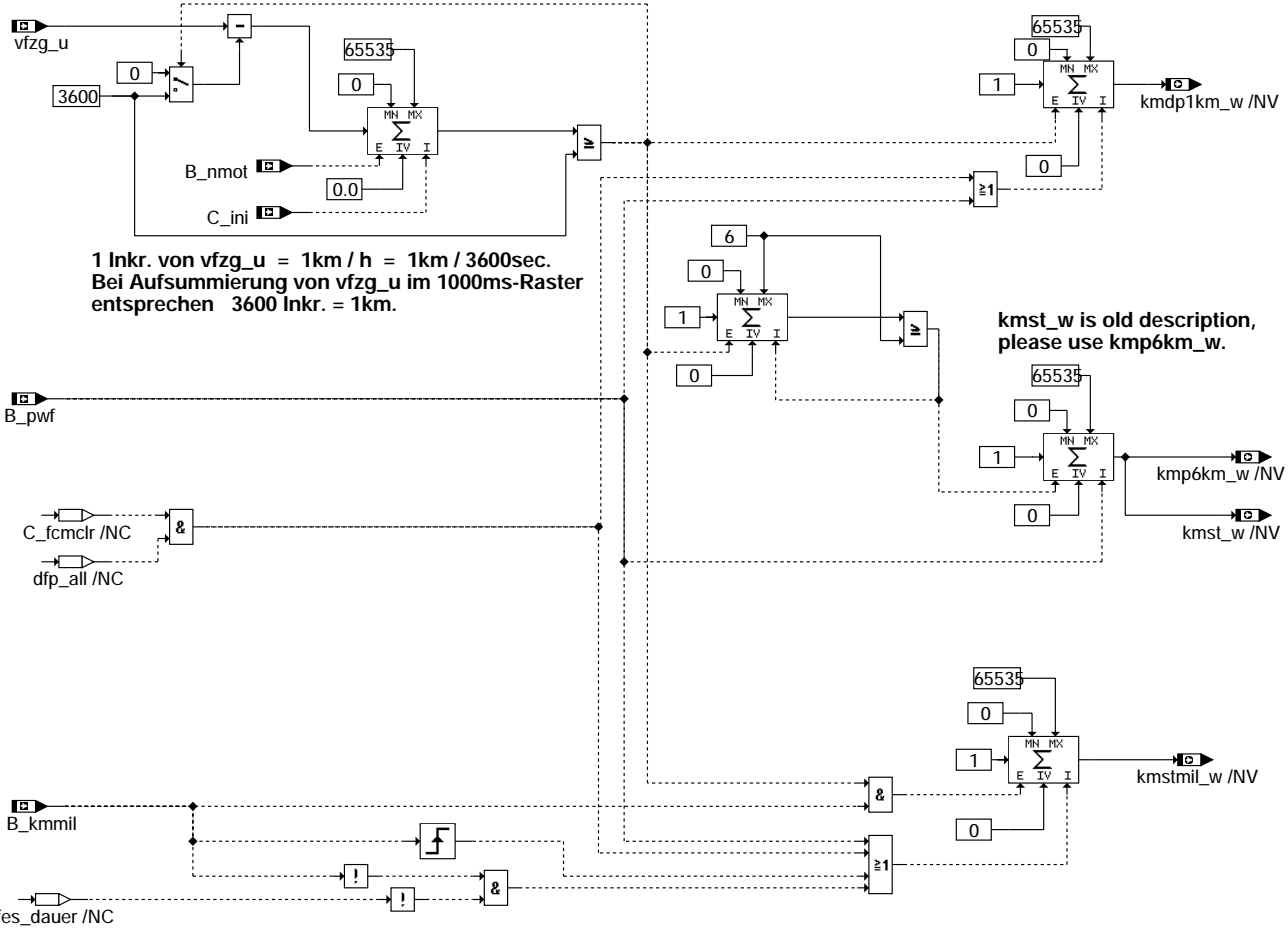 vfzg_u
−
65535
0
3600
0
MN MX
Σ
E IV I
≥
B_nmot
0.0
C_ini
65535
0
1
MN MX
Σ
E IV I
kmdp1km_w /NV
0
≥1
1 Inkr. von vfzg_u = 1km / h = 1km / 3600sec.
Bei Aufsummierung von vfzg_u im 1000ms-Raster
entsprechen 3600 Inkr. = 1km.
6
0
1
MN MX
Σ
E IV I
≥
0
kmst_w is old description,
please use kmp6km_w.
65535
0
1
MN MX
Σ
E IV I
kmp6km_w /NV
0
kmst_w /NV
B_pwf
C_fcmclr /NC
&
dfp_all /NC
65535
0
1
MN MX
Σ
E IV I
kmstmil_w /NV
0
B_kmmil
&
≥1
!
&
!
fes_dauer /NC